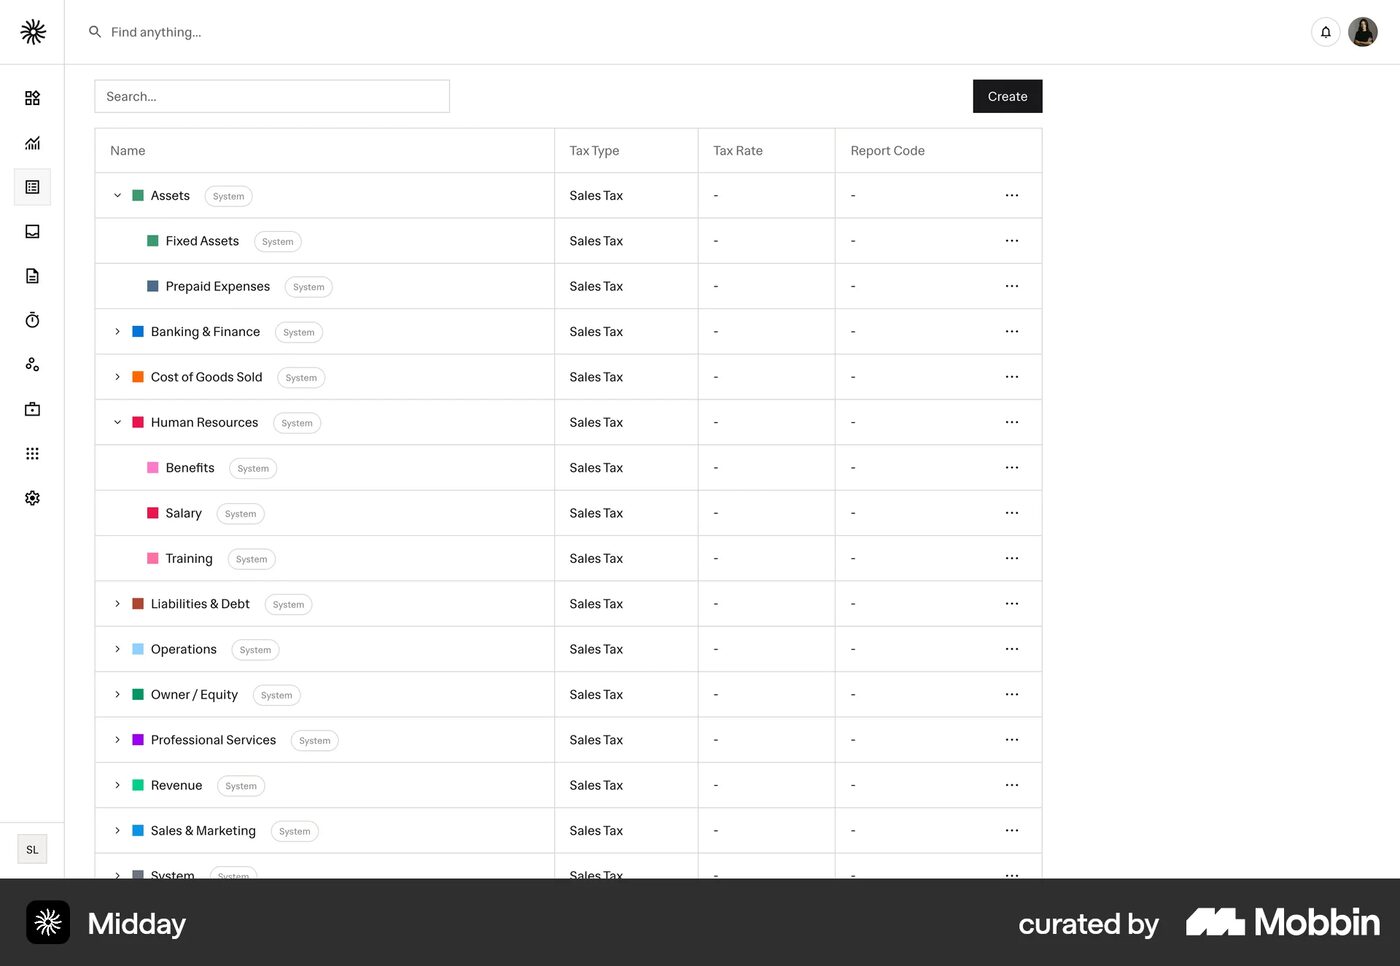 Find anything...
Search...
Create
Name Tax Type Tax Rate Report Code
Assets System Sales Tax - - ...
Fixed Assets System Sales Tax - - ...
Prepaid Expenses System Sales Tax - - ...
Banking & Finance System Sales Tax - - ...
Cost of Goods Sold System Sales Tax - - ...
Human Resources System Sales Tax - - ...
Benefits System Sales Tax - - ...
Salary System Sales Tax - - ...
Training System Sales Tax - - ...
Liabilities & Debt System Sales Tax - - ...
Operations System Sales Tax - - ...
Owner / Equity System Sales Tax - - ...
Professional Services System Sales Tax - - ...
Revenue System Sales Tax - - ...
Sales & Marketing System Sales Tax - - ...
System System Sales Tax - - ...
SL
Midday
curated by Mobbin